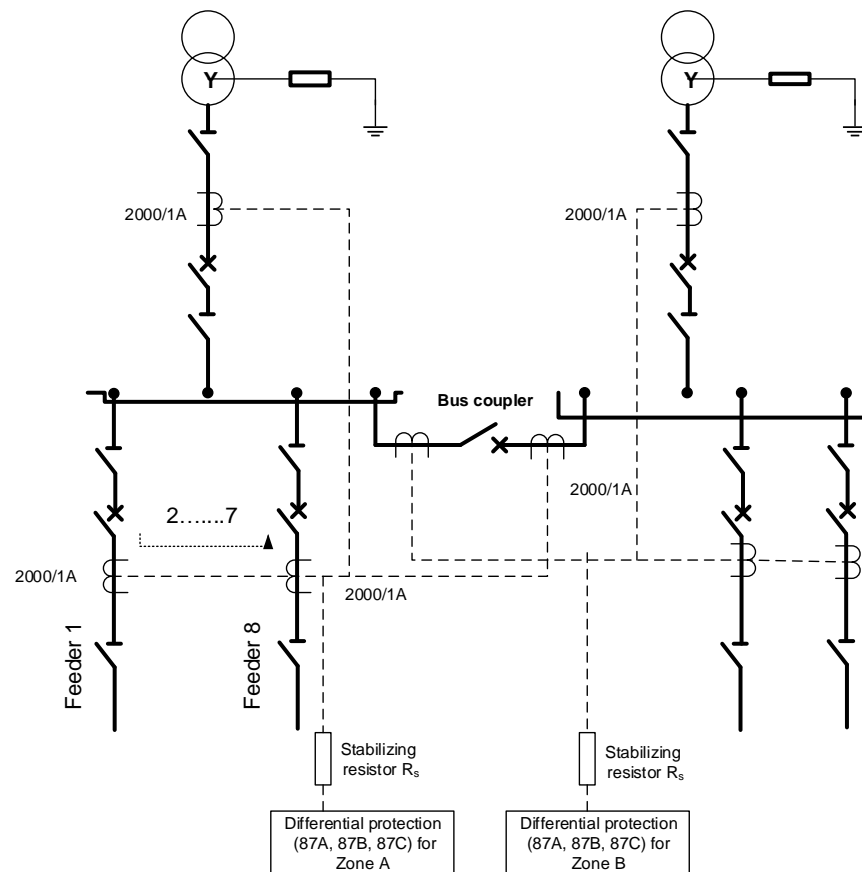 Y
Y
2000/1A
2000/1A
Bus coupler
2…....7
2000/1A
2000/1A
2000/1A
Feeder 1
Feeder 8
Stabilizing
resistor Rs
Stabilizing
resistor Rs
Differential protection
(87A, 87B, 87C) for
Zone A
Differential protection
(87A, 87B, 87C) for
Zone B